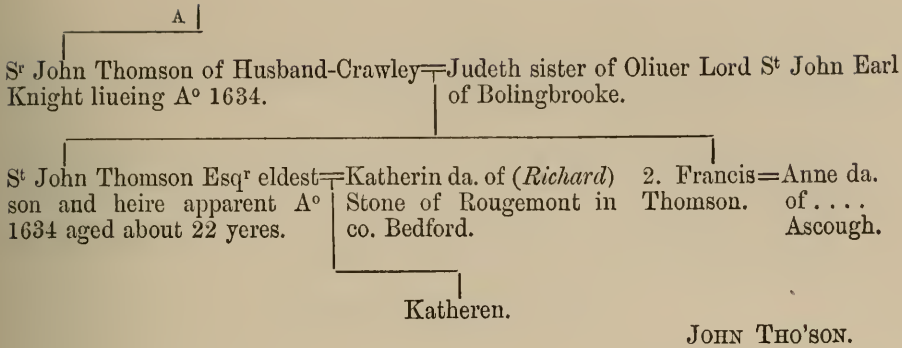 A
Sʳ John Thomson of Husband-Crawley=Judeth sister of Oliuer Lord Sᵗ John Earl
Knight liueing Aᵒ 1634. of Bolingbrooke.
Sᵗ John Thomson Esqʳ eldest=Katherin da. of (Richard) 2. Francis=Anne da.
son and heire apparent Aᵒ Stone of Rougemont in Thomson. of . . . .
1634 aged about 22 yeres. co. Bedford. Ascough.
Katheren.
JOHN THO'SON.